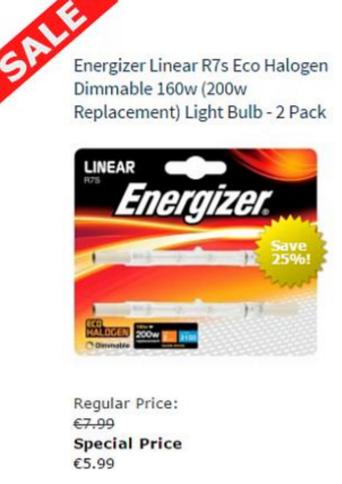 SALE
Energizer Linear R7s Eco Halogen
Dimmable 160w (200w
Replacement) Light Bulb - 2 Pack
LINEAR
R7S
Energizer
Save
25%!
ECO
HALOGEN
200w
Dimmable
Regular Price:
€7.99
Special Price
€5.99